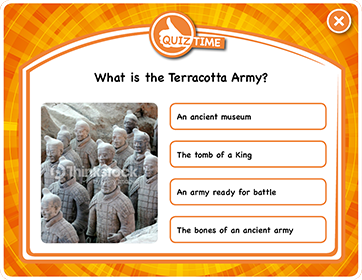 QUIZ TIME
What is the Terracotta Army?
An ancient museum
thinkstock
The tomb of a King
An army ready for battle
The bones of an ancient army